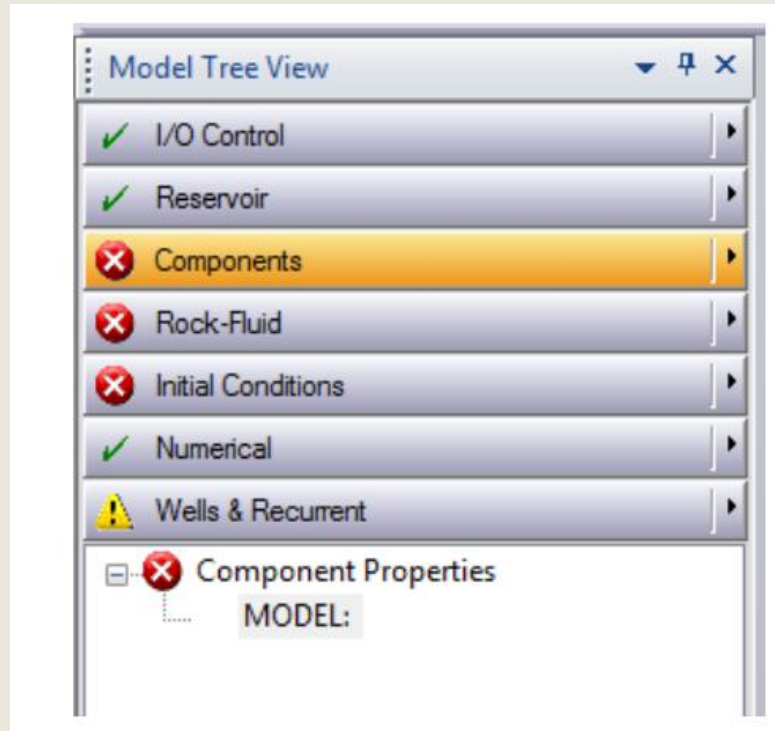 Model Tree View
I/O Control
Reservoir
Components
Rock-Fluid
Initial Conditions
Numerical
Wells & Recurrent
Component Properties
MODEL: